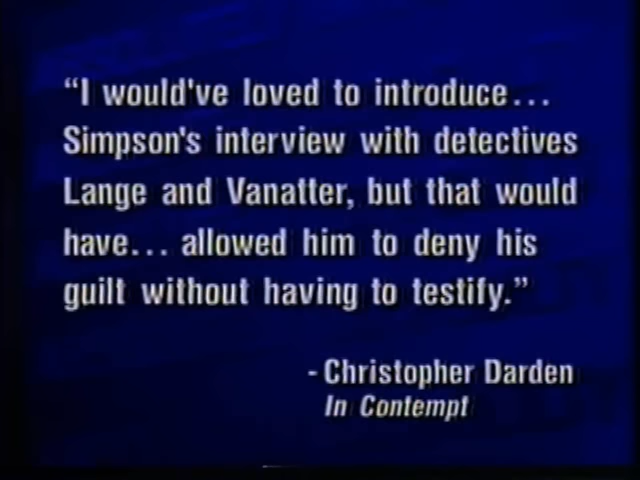 “I would've loved to introduce...
Simpson's interview with detectives
Lange and Vanatter, but that would
have... allowed him to deny his
guilt without having to testify.”
- Christopher Darden
In Contempt